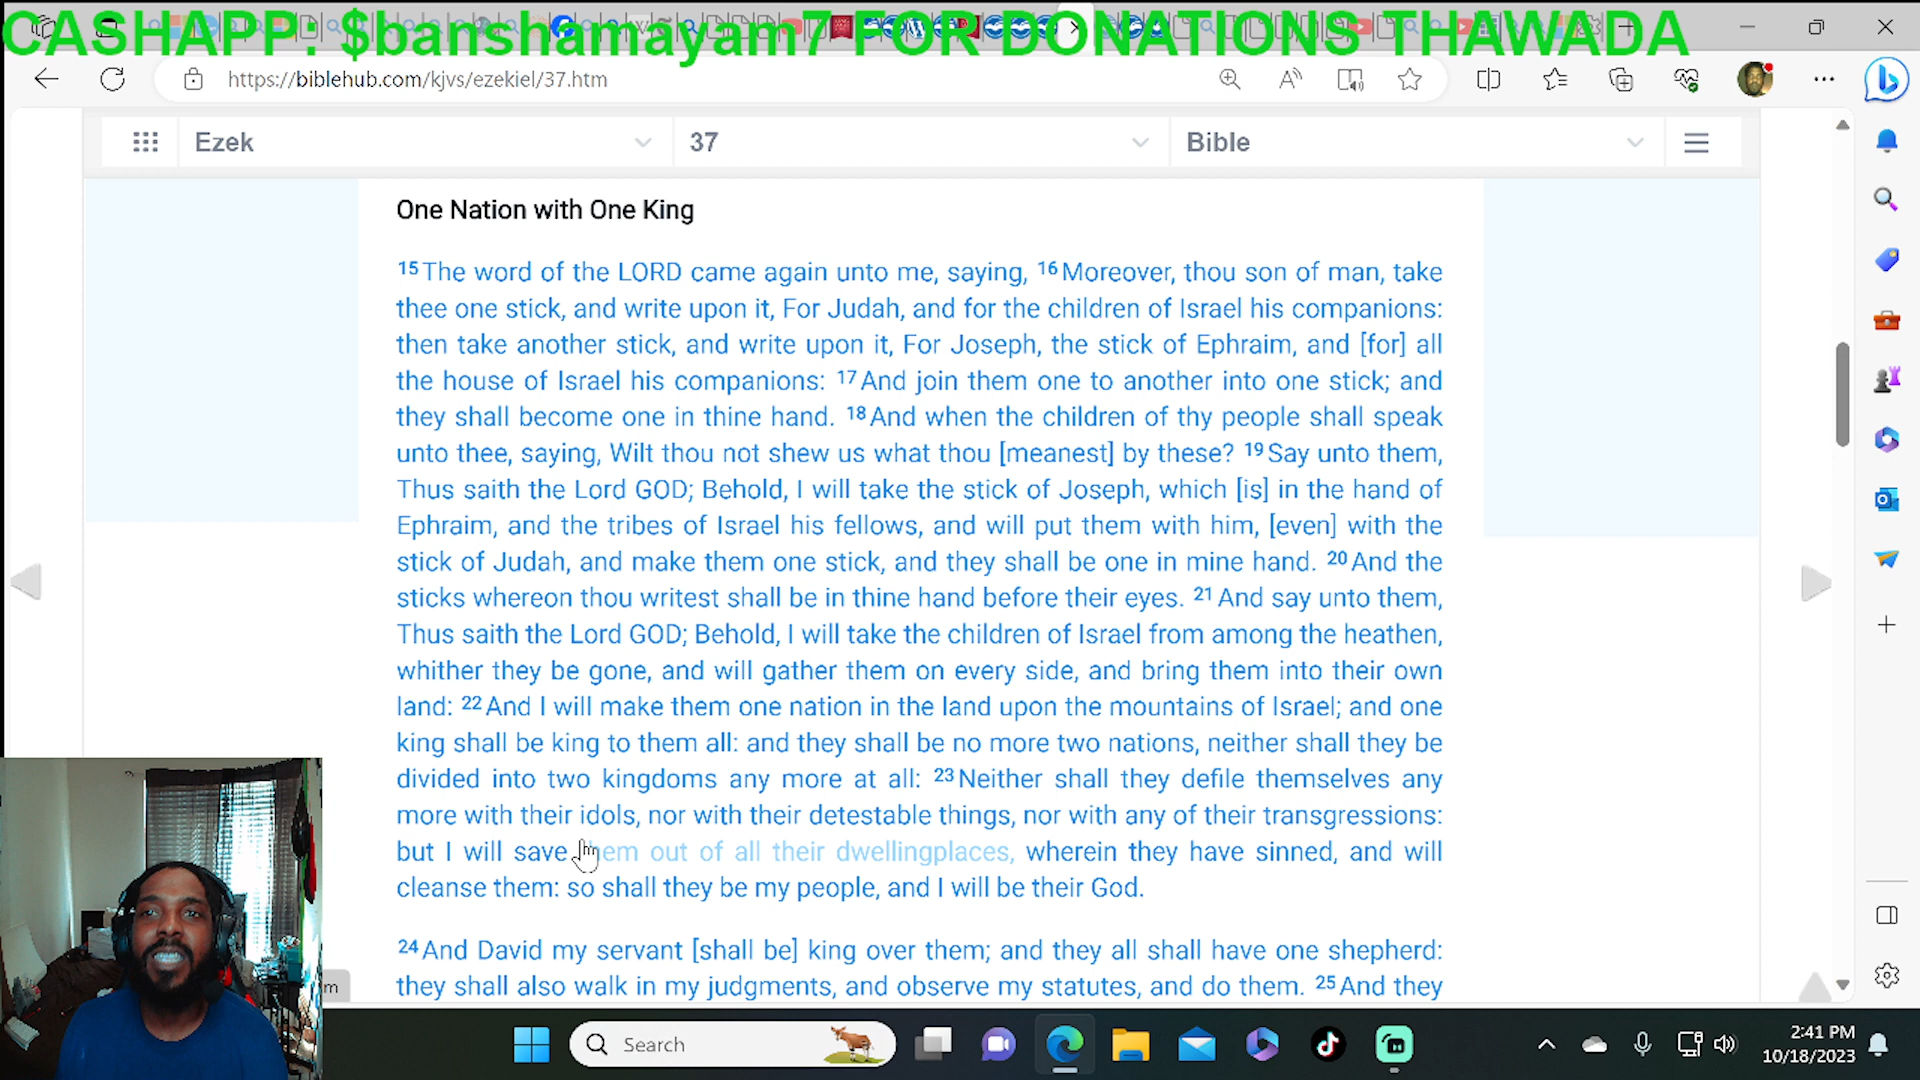 CASHAPP: $banshamayam7 FOR DONATIONS THAWADA
https://biblehub.com/kjvs/ezekiel/37.htm
Ezek 37 Bible
One Nation with One King
15 The word of the LORD came again unto me, saying, 16 Moreover, thou son of man, take
thee one stick, and write upon it, For Judah, and for the children of Israel his companions:
then take another stick, and write upon it, For Joseph, the stick of Ephraim, and [for] all
the house of Israel his companions: 17 And join them one to another into one stick; and
they shall become one in thine hand. 18 And when the children of thy people shall speak
unto thee, saying, Wilt thou not shew us what thou [meanest] by these? 19 Say unto them,
Thus saith the Lord GOD; Behold, I will take the stick of Joseph, which [is] in the hand of
Ephraim, and the tribes of Israel his fellows, and will put them with him, [even] with the
stick of Judah, and make them one stick, and they shall be one in mine hand. 20 And the
sticks whereon thou writest shall be in thine hand before their eyes. 21 And say unto them,
Thus saith the Lord GOD; Behold, I will take the children of Israel from among the heathen,
whither they be gone, and will gather them on every side, and bring them into their own
land: 22 And I will make them one nation in the land upon the mountains of Israel; and one
king shall be king to them all: and they shall be no more two nations, neither shall they be
divided into two kingdoms any more at all: 23 Neither shall they defile themselves any
more with their idols, nor with their detestable things, nor with any of their transgressions:
but I will save them out of all their dwellingplaces, wherein they have sinned, and will
cleanse them: so shall they be my people, and I will be their God.
24 And David my servant [shall be] king over them; and they all shall have one shepherd:
they shall also walk in my judgments, and observe my statutes, and do them. 25 And they
m
Search
2:41 PM
10/18/2023